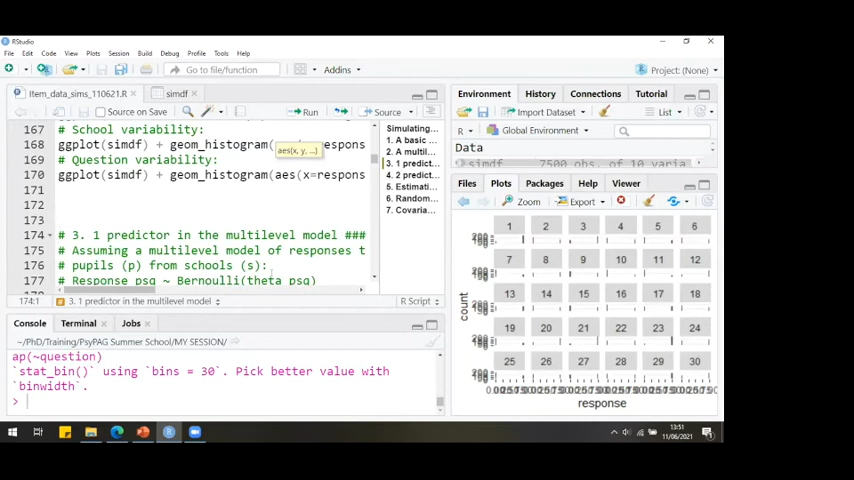 RStudio
File Edit Code View Plots Session Build Debug Profile Tools Help
Go to file/function
Addins
Project: (None)
Item_data_sims_110621.R
simdf
Source on Save
Run
Source
167 # School variability:
168 ggplot(simdf) + geom_histogram( respons
aes(x, y, ...)
169 # Question variability:
170 ggplot(simdf) + geom_histogram(aes(x=respons
171
172
173
174 # 3. 1 predictor in the multilevel model ###
175 # Assuming a multilevel model of responses t
176 # pupils (p) from schools (s):
177 # Response_psq ~ Bernoulli(theta_psq)
Simulating...
1. A basic ...
2. A multil...
3. 1 predict...
4. 2 predict...
5. Estimati...
6. Random...
7. Covaria...
174:1
3. 1 predictor in the multilevel model
R Script
Console Terminal Jobs
~/PhD/Training/PsyPAG Summer School/MY SESSION/
ap(~question)
`stat_bin()` using `bins = 30`. Pick better value with
`binwidth`.
>
Environment History Connections Tutorial
Import Dataset
List
R
Global Environment
Data
simdf 7500 obs. of 10 varia
Files Plots Packages Help Viewer
Zoom
Export
1 2 3 4 5 6
7 8 9 10 11 12
13 14 15 16 17 18
19 20 21 22 23 24
25 26 27 28 29 30
count
response
13:51
11/06/2021